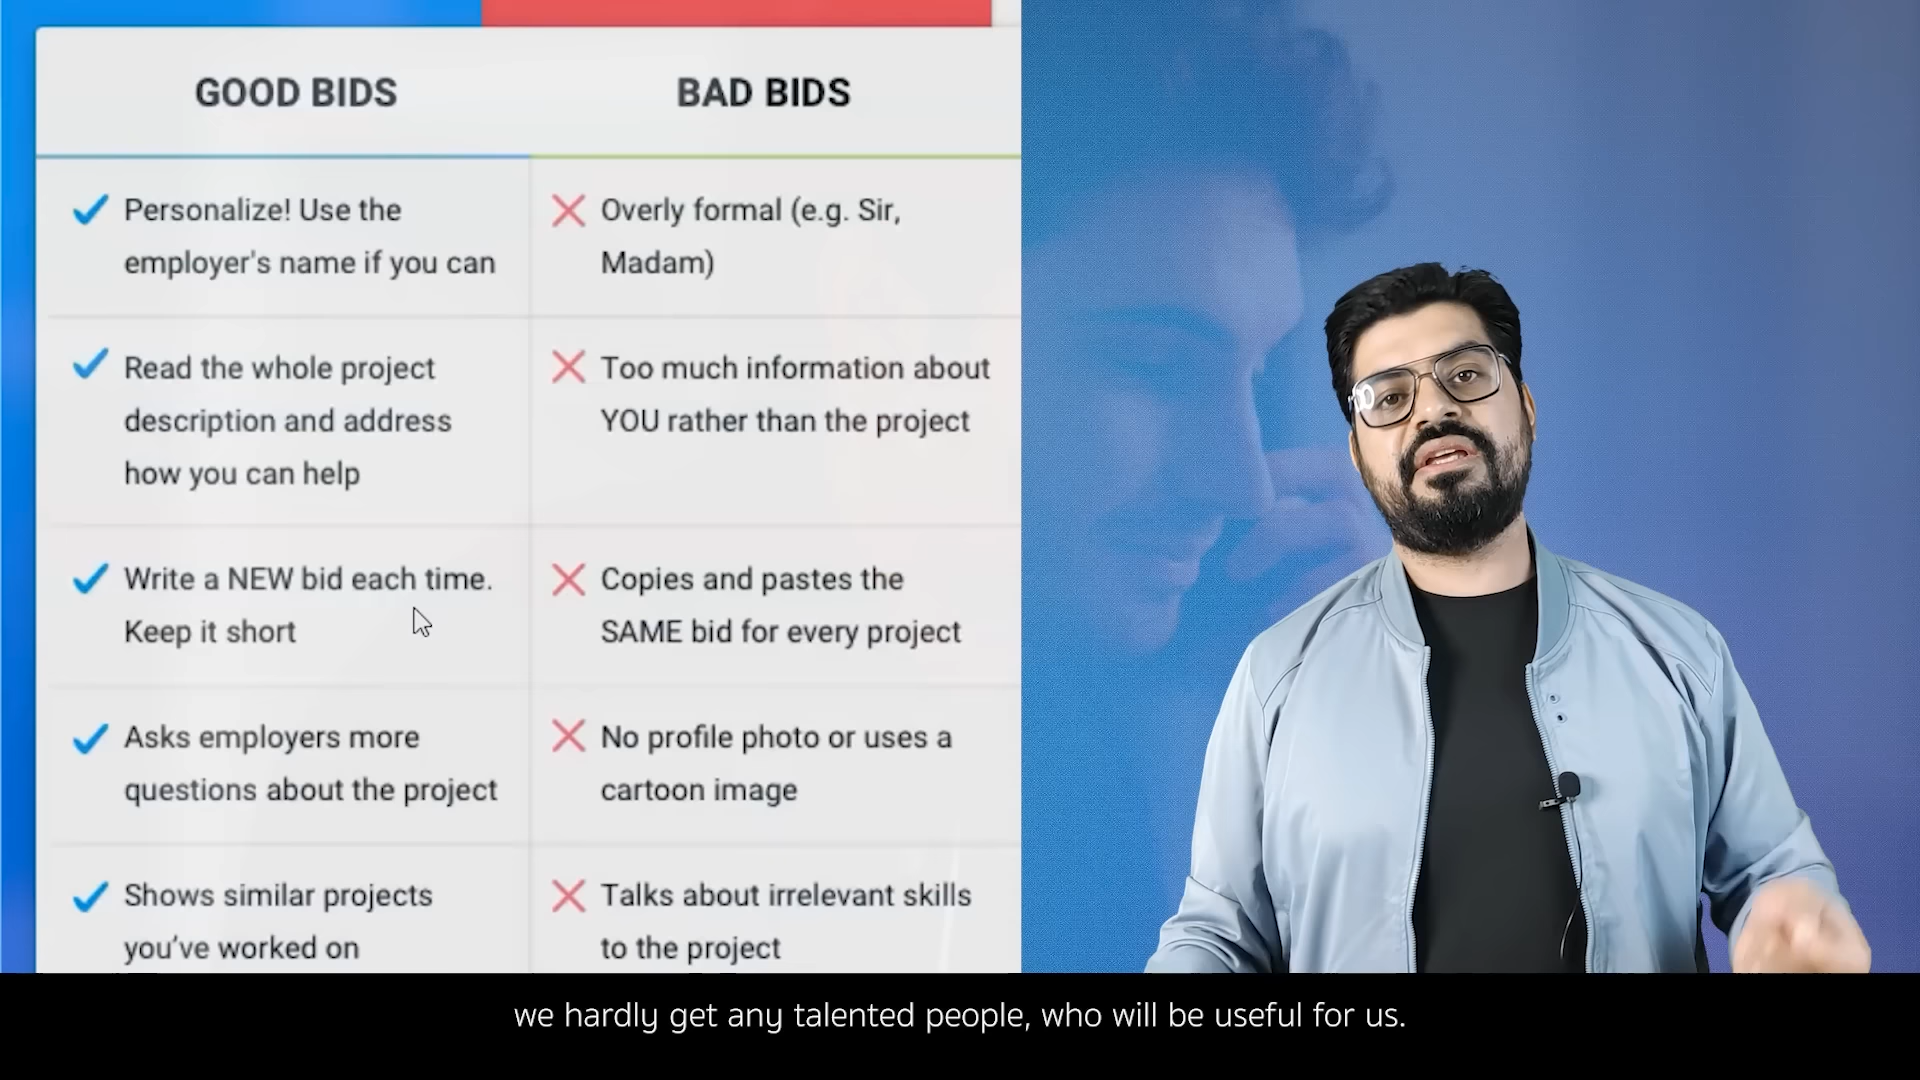 GOOD BIDS
BAD BIDS
Personalize! Use the
employer's name if you can
Overly formal (e.g. Sir,
Madam)
Read the whole project
description and address
how you can help
Too much information about
YOU rather than the project
Write a NEW bid each time.
Keep it short
Copies and pastes the
SAME bid for every project
Asks employers more
questions about the project
No profile photo or uses a
cartoon image
Shows similar projects
you've worked on
Talks about irrelevant skills
to the project
we hardly get any talented people, who will be useful for us.